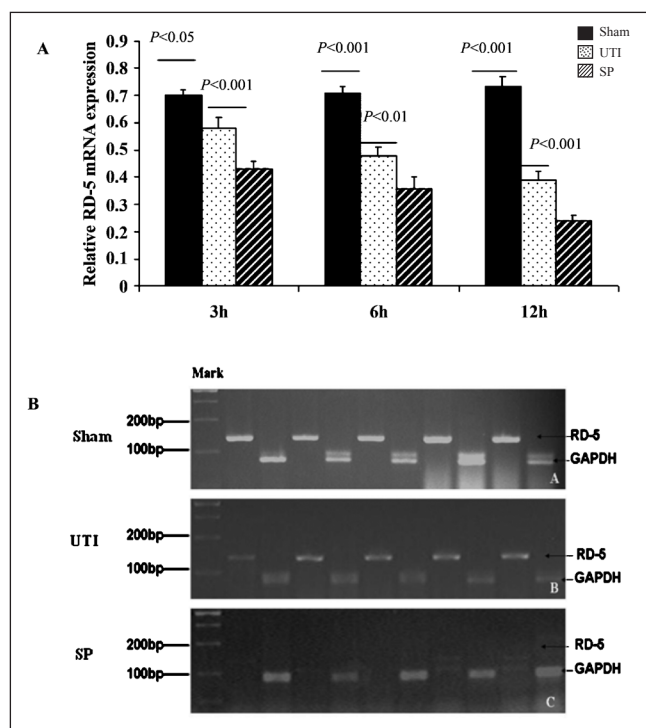 A
Relative RD-5 mRNA expression
0.9
0.8
0.7
0.6
0.5
0.4
0.3
0.2
0.1
0
P<0.05
P<0.001
P<0.001
P<0.01
P<0.001
P<0.001
Sham
UTI
SP
3h
6h
12h
B
Mark
Sham
200bp
100bp
RD-5
GAPDH
A
UTI
200bp
100bp
RD-5
GAPDH
B
SP
200bp
100bp
RD-5
GAPDH
C